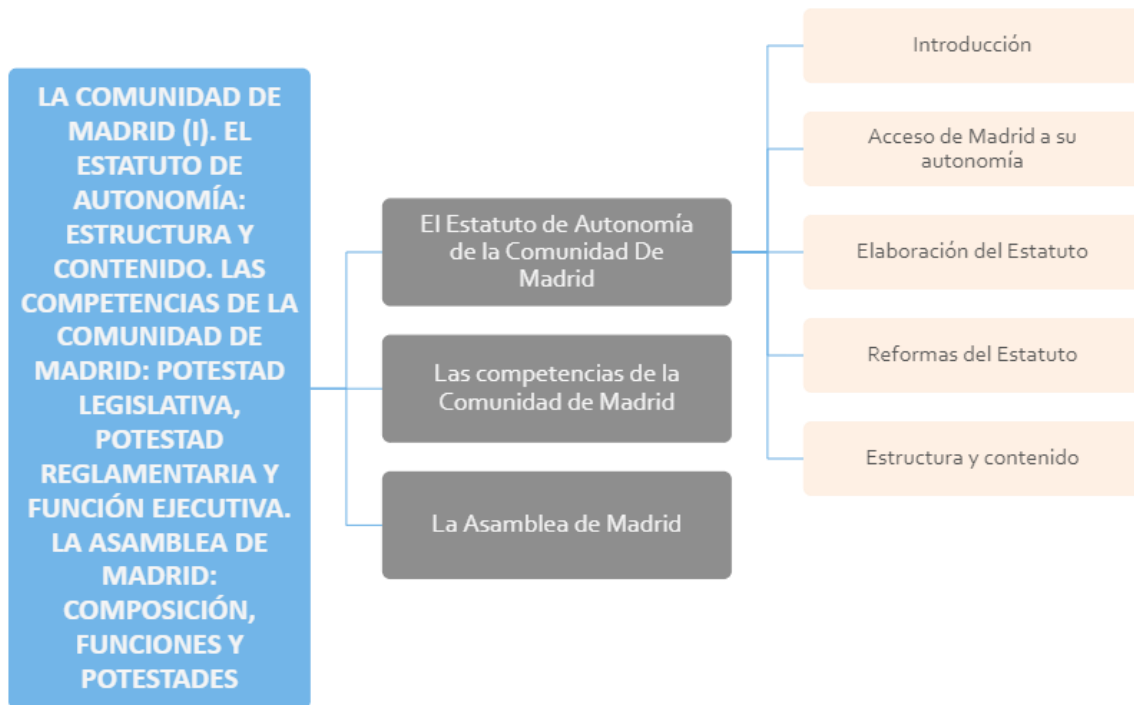 LA COMUNIDAD DE
MADRID (I). EL
ESTATUTO DE
AUTONOMÍA:
ESTRUCTURA Y
CONTENIDO. LAS
COMPETENCIAS DE LA
COMUNIDAD DE
MADRID: POTESTAD
LEGISLATIVA,
POTESTAD
REGLAMENTARIA Y
FUNCIÓN EJECUTIVA.
LA ASAMBLEA DE
MADRID:
COMPOSICIÓN,
FUNCIONES Y
POTESTADES
El Estatuto de Autonomía
de la Comunidad De
Madrid
Las competencias de la
Comunidad de Madrid
La Asamblea de Madrid
Introducción
Acceso de Madrid a su
autonomía
Elaboración del Estatuto
Reformas del Estatuto
Estructura y contenido